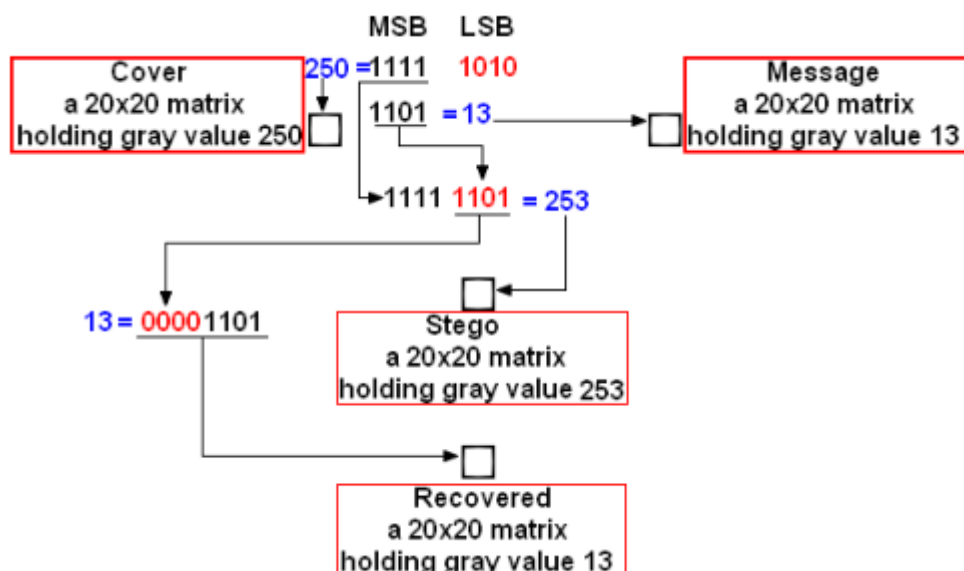 MSB LSB
Cover
a 20x20 matrix
holding gray value 250
250 = 1111 1010
1101 = 13
Message
a 20x20 matrix
holding gray value 13
1111 1101 = 253
13 = 00001101
Stego
a 20x20 matrix
holding gray value 253
Recovered
a 20x20 matrix
holding gray value 13